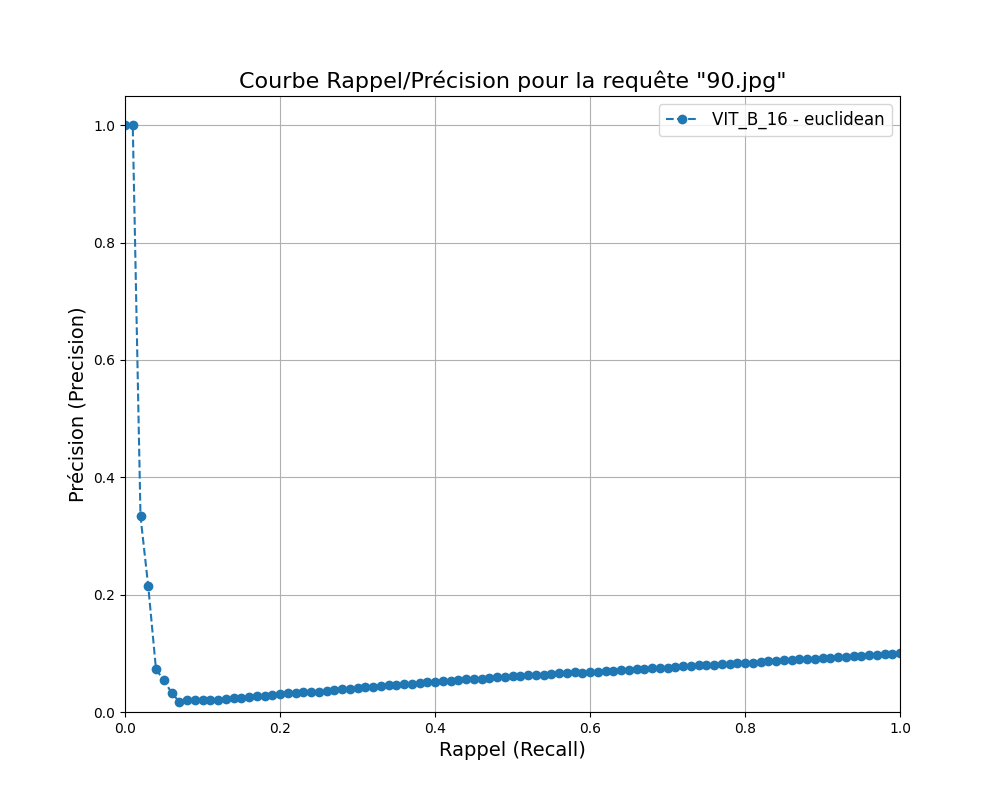 Courbe Rappel/Précision pour la requête "90.jpg"
VIT_B_16 - euclidean
1.0
0.8
0.6
0.4
0.2
0.0
Précision (Precision)
0.0 0.2 0.4 0.6 0.8 1.0
Rappel (Recall)